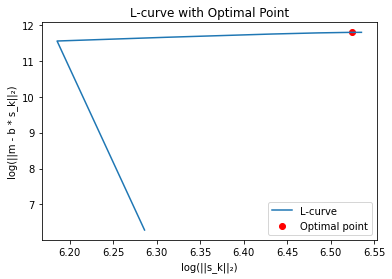 L-curve with Optimal Point
log(||m - b * s_k||₂)
12
11
10
9
8
7
L-curve
Optimal point
6.20
6.25
6.30
6.35
6.40
6.45
6.50
6.55
log(||s_k||₂)